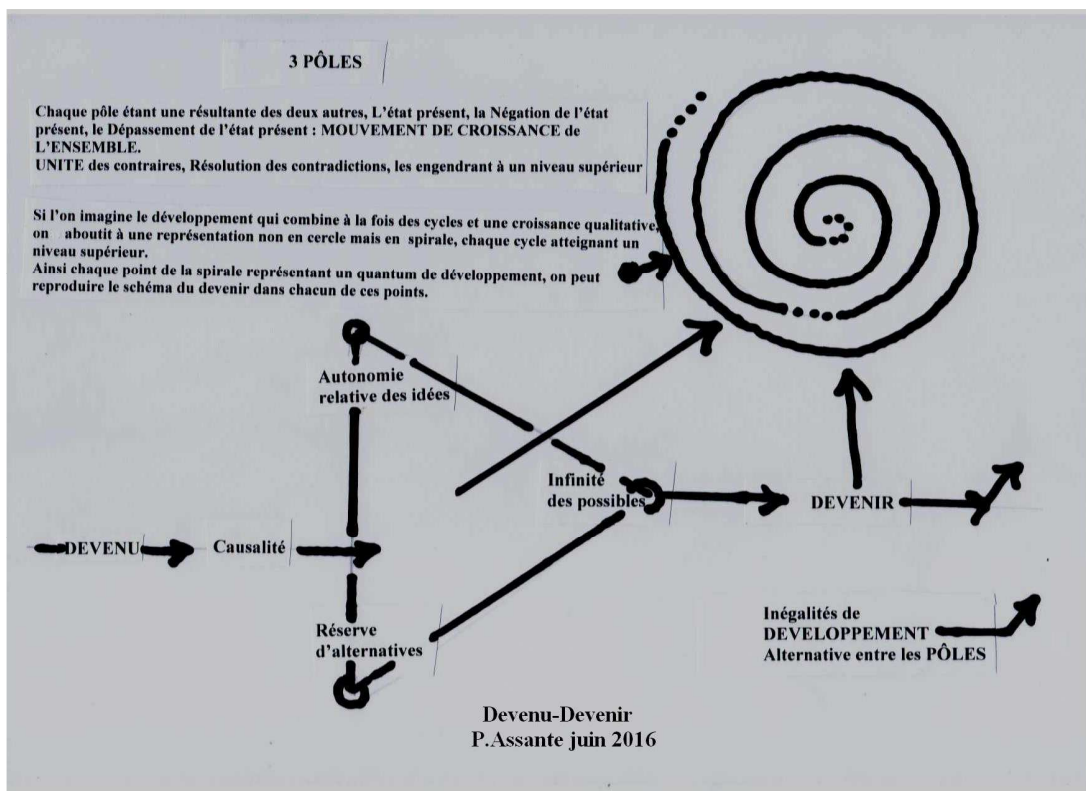 3 PÔLES
Chaque pôle étant une résultante des deux autres, L'état présent, la Négation de l'état
présent, le Dépassement de l'état présent : MOUVEMENT DE CROISSANCE de
L'ENSEMBLE.
UNITE des contraires, Résolution des contradictions, les engendrant à un niveau supérieur
Si l'on imagine le développement qui combine à la fois des cycles et une croissance qualitative,
on aboutit à une représentation non en cercle mais en spirale, chaque cycle atteignant un
niveau supérieur.
Ainsi chaque point de la spirale représentant un quantum de développement, on peut
reproduire le schéma du devenir dans chacun de ces points.
Autonomie
relative des idées
Infinité
des possibles
DEVENIR
DEVENU
Causalité
Réserve
d'alternatives
Inégalités de
DEVELOPPEMENT
Alternative entre les PÔLES
Devenu-Devenir
P.Assante juin 2016